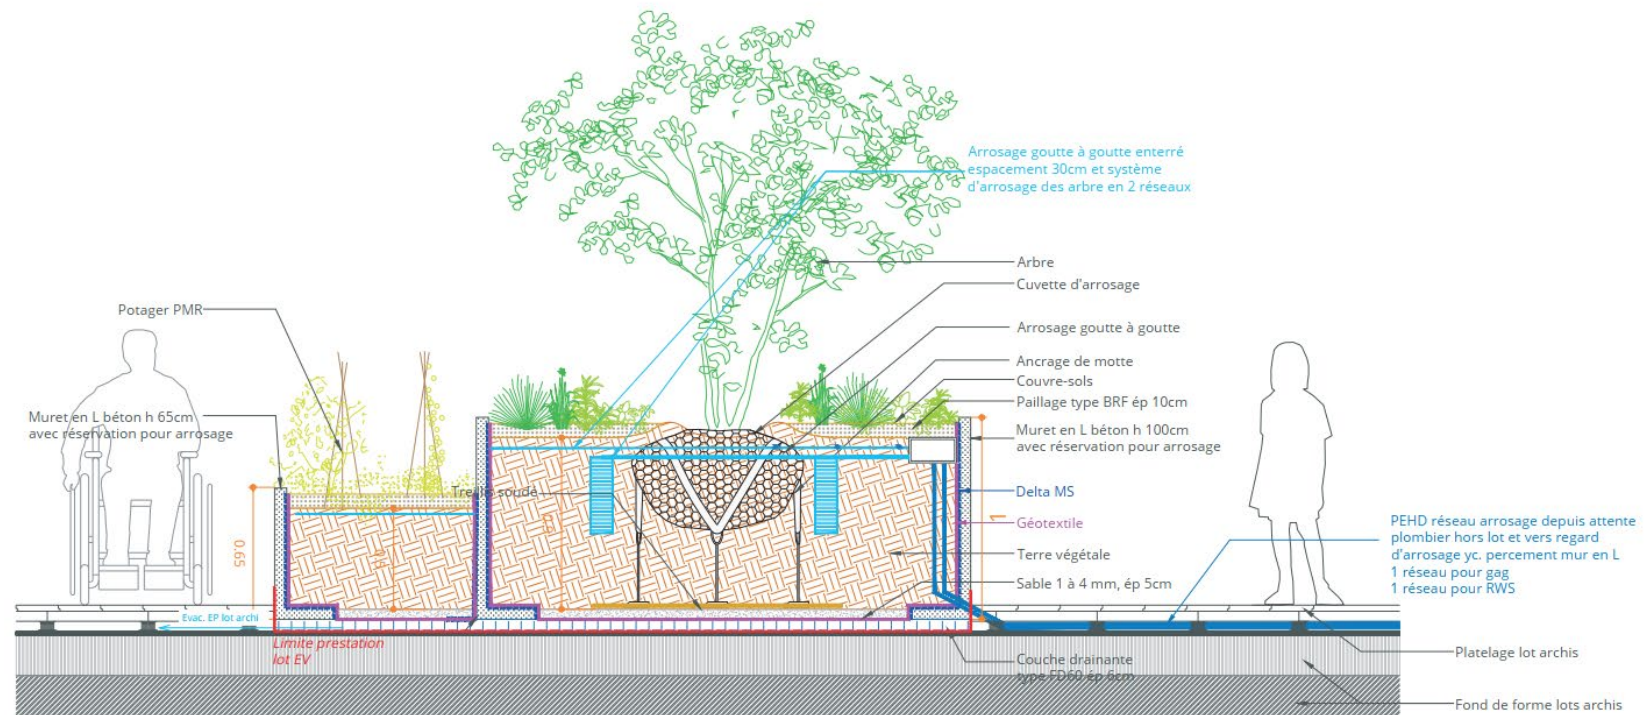 Arrosage goutte à goutte enterré
espacement 30cm et système
d'arrosage des arbre en 2 réseaux
Arbre
Cuvette d'arrosage
Potager PMR
Arrosage goutte à goutte
Ancrage de motte
Couvre-sols
Paillage type BRF ép 10cm
Muret en L béton h 65cm
avec réservation pour arrosage
Muret en L béton h 100cm
avec réservation pour arrosage
Treillis soudé
Delta MS
Géotextile
1
0.65
PEHD réseau arrosage depuis attente
plombier hors lot et vers regard
d'arrosage yc. percement mur en L
1 réseau pour gag
1 réseau pour RWS
Terre végétale
Sable 1 à 4 mm, ép 5cm
Evac. EP lot archi
Limite prestation
lot EV
Couche drainante
type FD60 ép 6cm
Platelage lot archis
Fond de forme lots archis